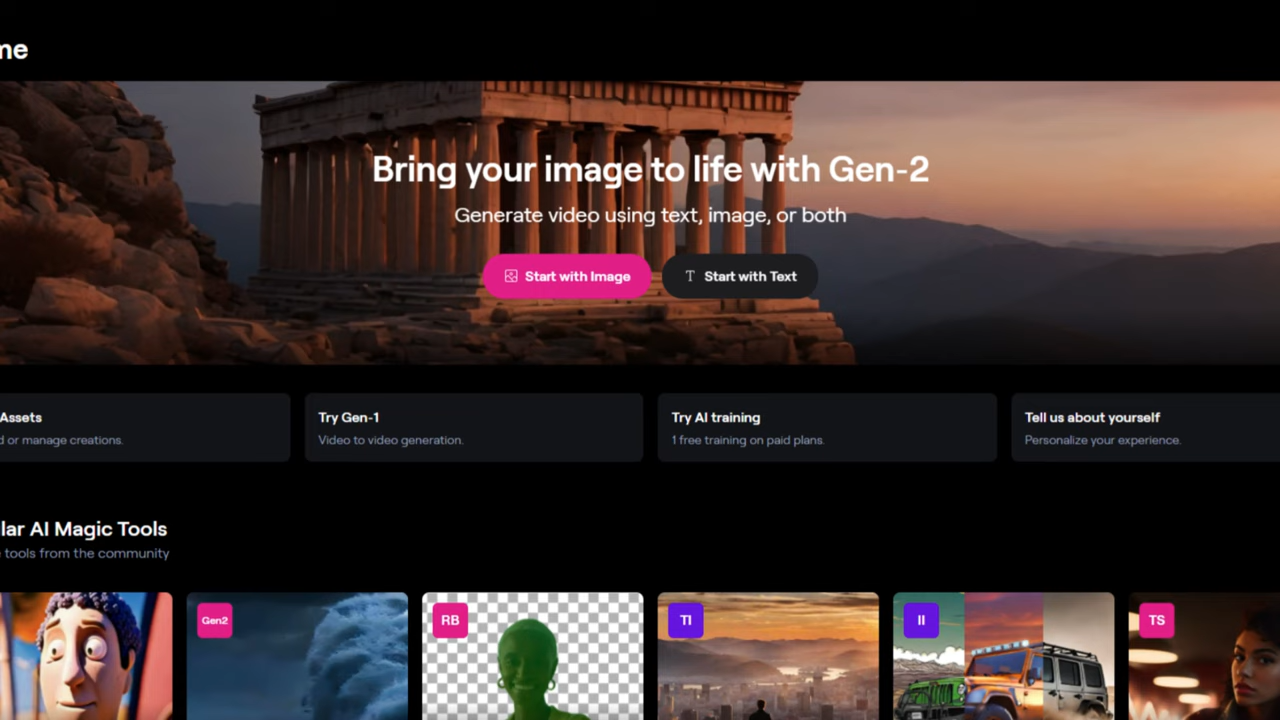 me
Bring your image to life with Gen-2
Generate video using text, image, or both
Start with Image
Start with Text
Assets
d or manage creations.
Try Gen-1
Video to video generation.
Try AI training
1 free training on paid plans.
Tell us about yourself
Personalize your experience.
lar AI Magic Tools
tools from the community
Gen2
RB
TI
II
TS